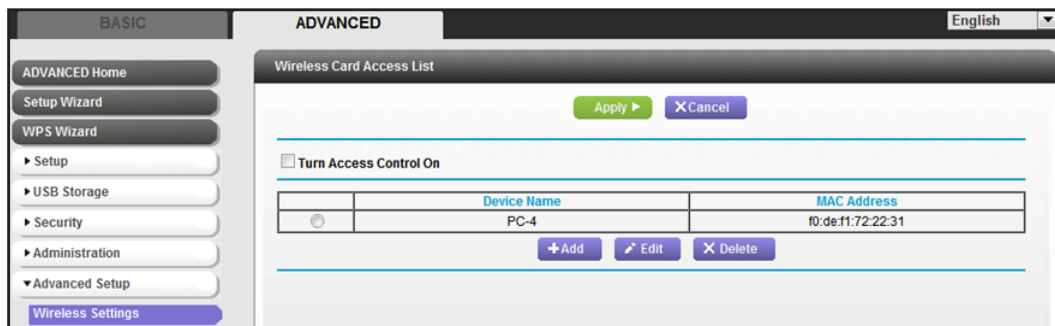 BASIC
ADVANCED
English
ADVANCED Home
Setup Wizard
WPS Wizard
Setup
USB Storage
Security
Administration
Advanced Setup
Wireless Settings
Wireless Card Access List
Apply
Cancel
Turn Access Control On
Device Name MAC Address
PC-4 f0:de:f1:72:22:31
Add Edit Delete